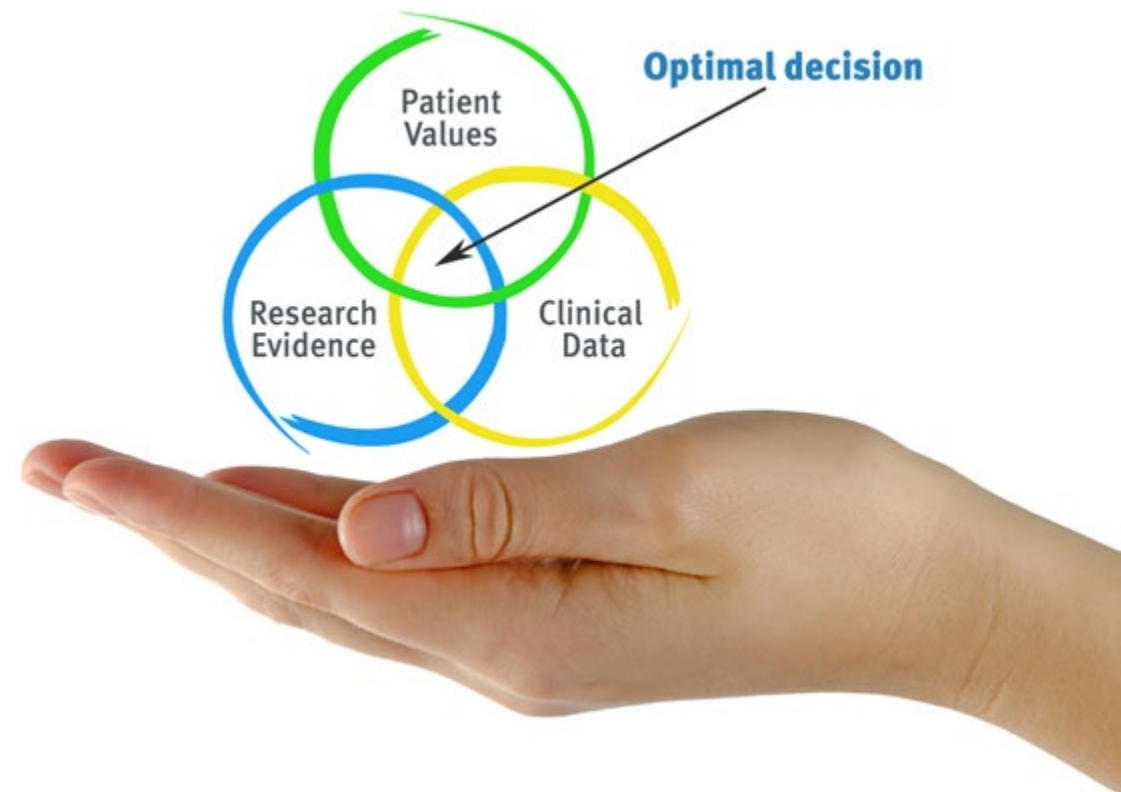 Optimal decision
Patient
Values
Research
Evidence
Clinical
Data